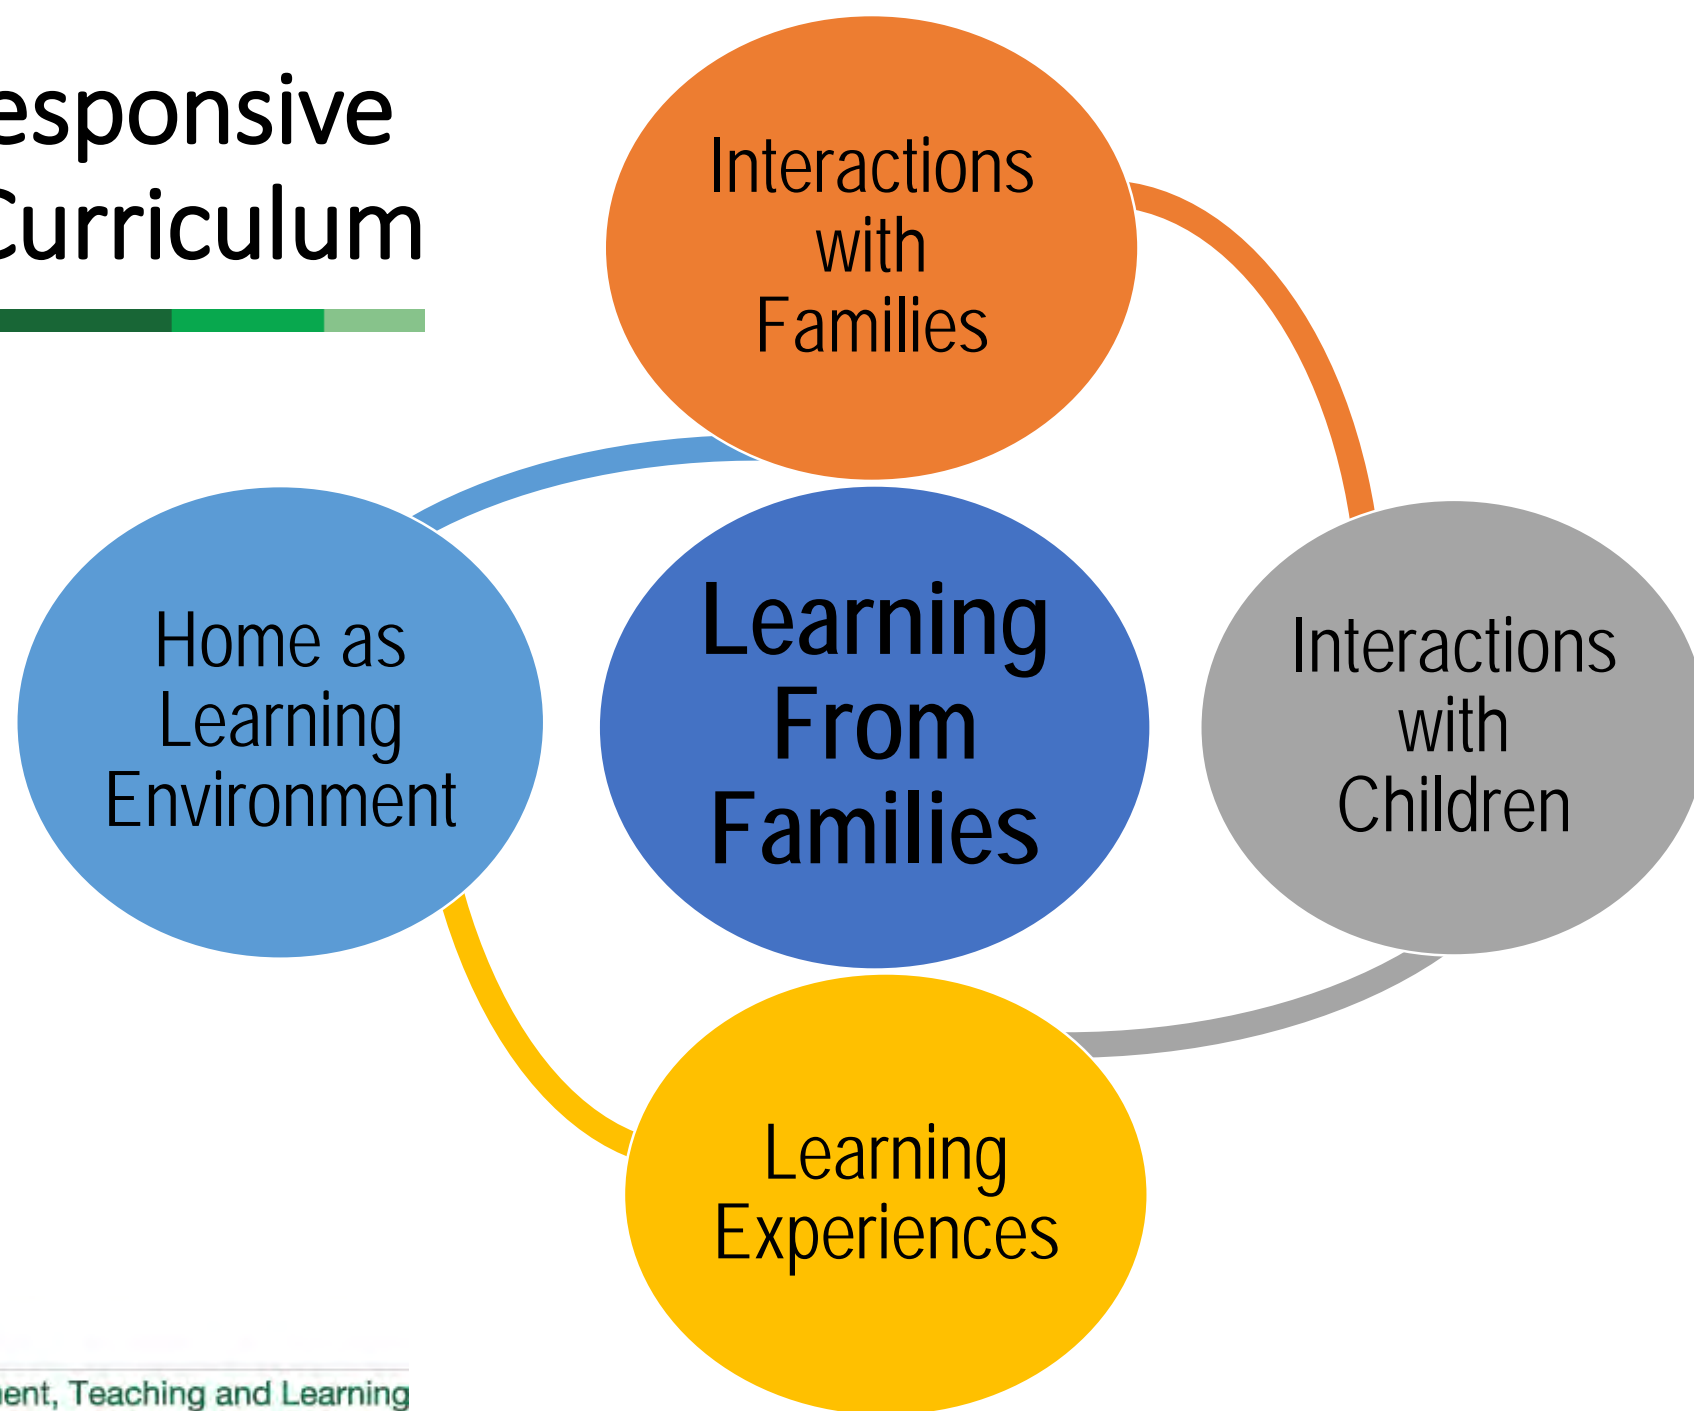 esponsive
Curriculum
Interactions
with
Families
Home as
Learning
Environment
Learning
From
Families
Interactions
with
Children
Learning
Experiences
ent, Teaching and Learning